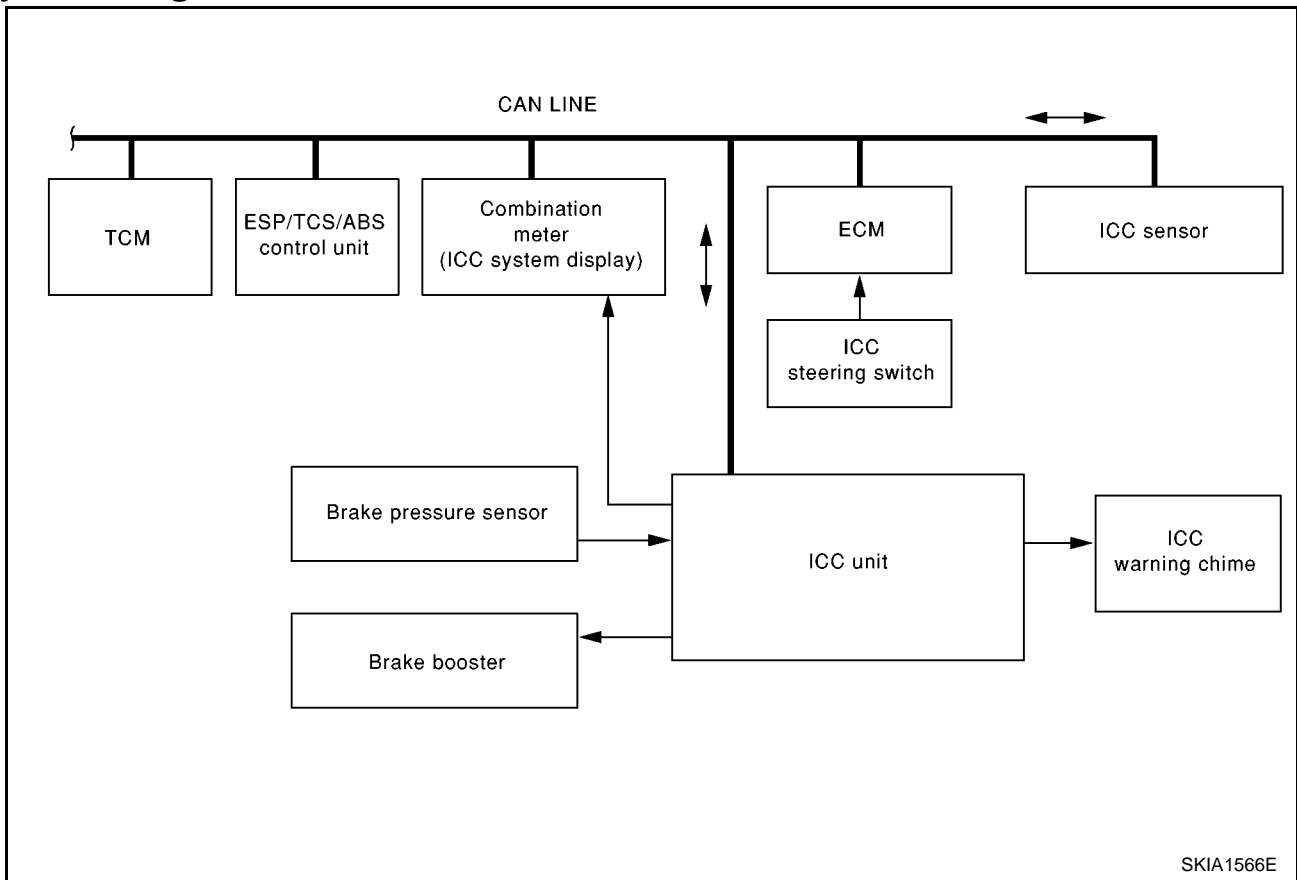 CAN LINE
TCM
ESP/TCS/ABS
control unit
Combination
meter
(ICC system display)
ECM
ICC sensor
ICC
steering switch
Brake pressure sensor
ICC unit
ICC
warning chime
Brake booster
SKIA1566E